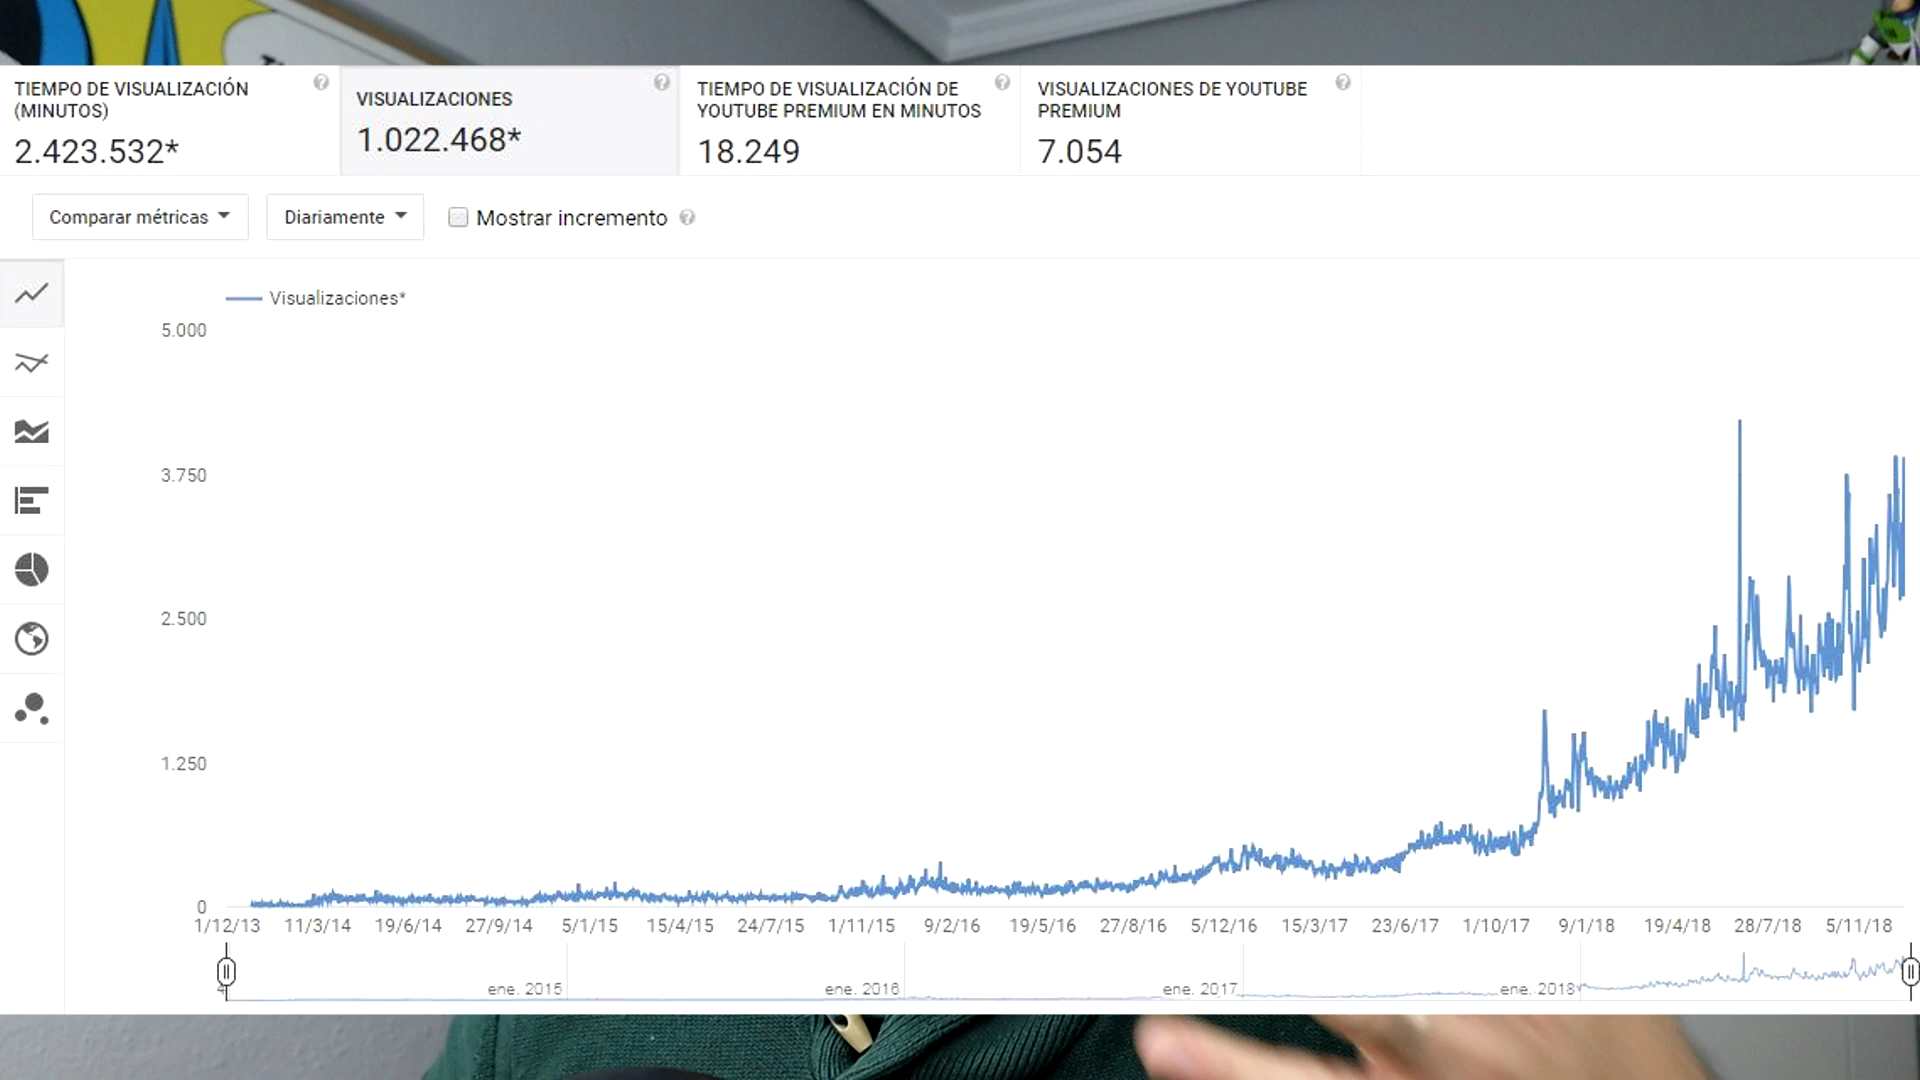 TIEMPO DE VISUALIZACIÓN
(MINUTOS)
2.423.532*
VISUALIZACIONES
1.022.468*
TIEMPO DE VISUALIZACIÓN DE
YOUTUBE PREMIUM EN MINUTOS
18.249
VISUALIZACIONES DE YOUTUBE
PREMIUM
7.054
Comparar métricas
Diariamente
Mostrar incremento
Visualizaciones*
5.000
3.750
2.500
1.250
0
1/12/13 11/3/14 19/6/14 27/9/14 5/1/15 15/4/15 24/7/15 1/11/15 9/2/16 19/5/16 27/8/16 5/12/16 15/3/17 23/6/17 1/10/17 9/1/18 19/4/18 28/7/18 5/11/18
ene. 2015 ene. 2016 ene. 2017 ene. 2018